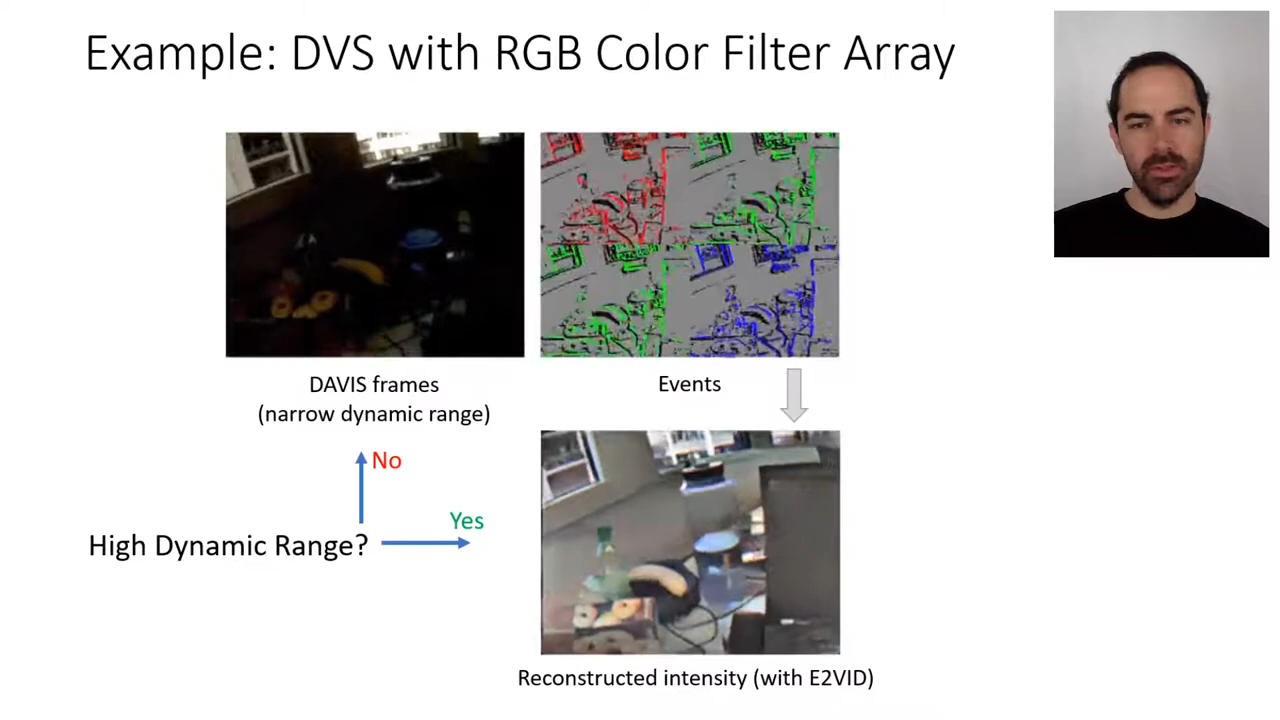 Example: DVS with RGB Color Filter Array
DAVIS frames
(narrow dynamic range)
Events
No
Yes
High Dynamic Range?
Reconstructed intensity (with E2VID)